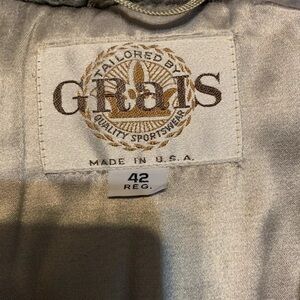 TAILORED BY
GRaIS
QUALITY SPORTSWEAR
MADE IN U.S.A.
42
REG.